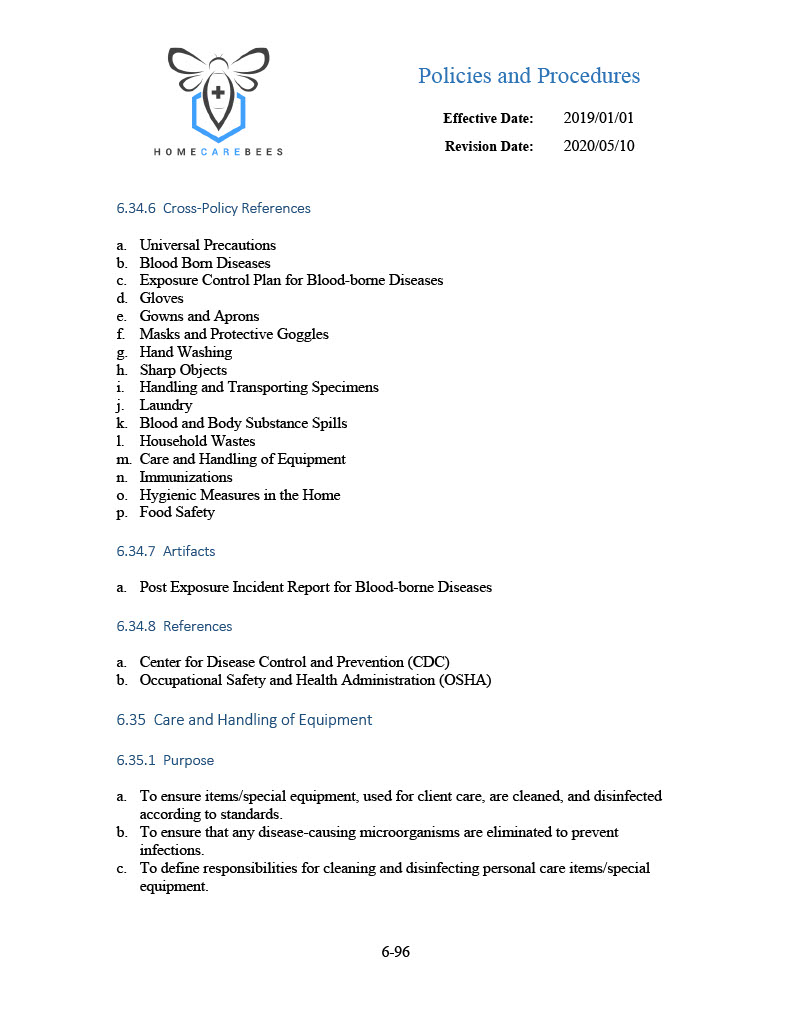 Policies and Procedures
Effective Date: 2019/01/01
Revision Date: 2020/05/10
HOMECAREBEES
6.34.6 Cross-Policy References
a. Universal Precautions
b. Blood Born Diseases
c. Exposure Control Plan for Blood-borne Diseases
d. Gloves
e. Gowns and Aprons
f. Masks and Protective Goggles
g. Hand Washing
h. Sharp Objects
i. Handling and Transporting Specimens
j. Laundry
k. Blood and Body Substance Spills
l. Household Wastes
m. Care and Handling of Equipment
n. Immunizations
o. Hygienic Measures in the Home
p. Food Safety
6.34.7 Artifacts
a. Post Exposure Incident Report for Blood-borne Diseases
6.34.8 References
a. Center for Disease Control and Prevention (CDC)
b. Occupational Safety and Health Administration (OSHA)
6.35 Care and Handling of Equipment
6.35.1 Purpose
a. To ensure items/special equipment, used for client care, are cleaned, and disinfected
according to standards.
b. To ensure that any disease-causing microorganisms are eliminated to prevent
infections.
c. To define responsibilities for cleaning and disinfecting personal care items/special
equipment.
6-96